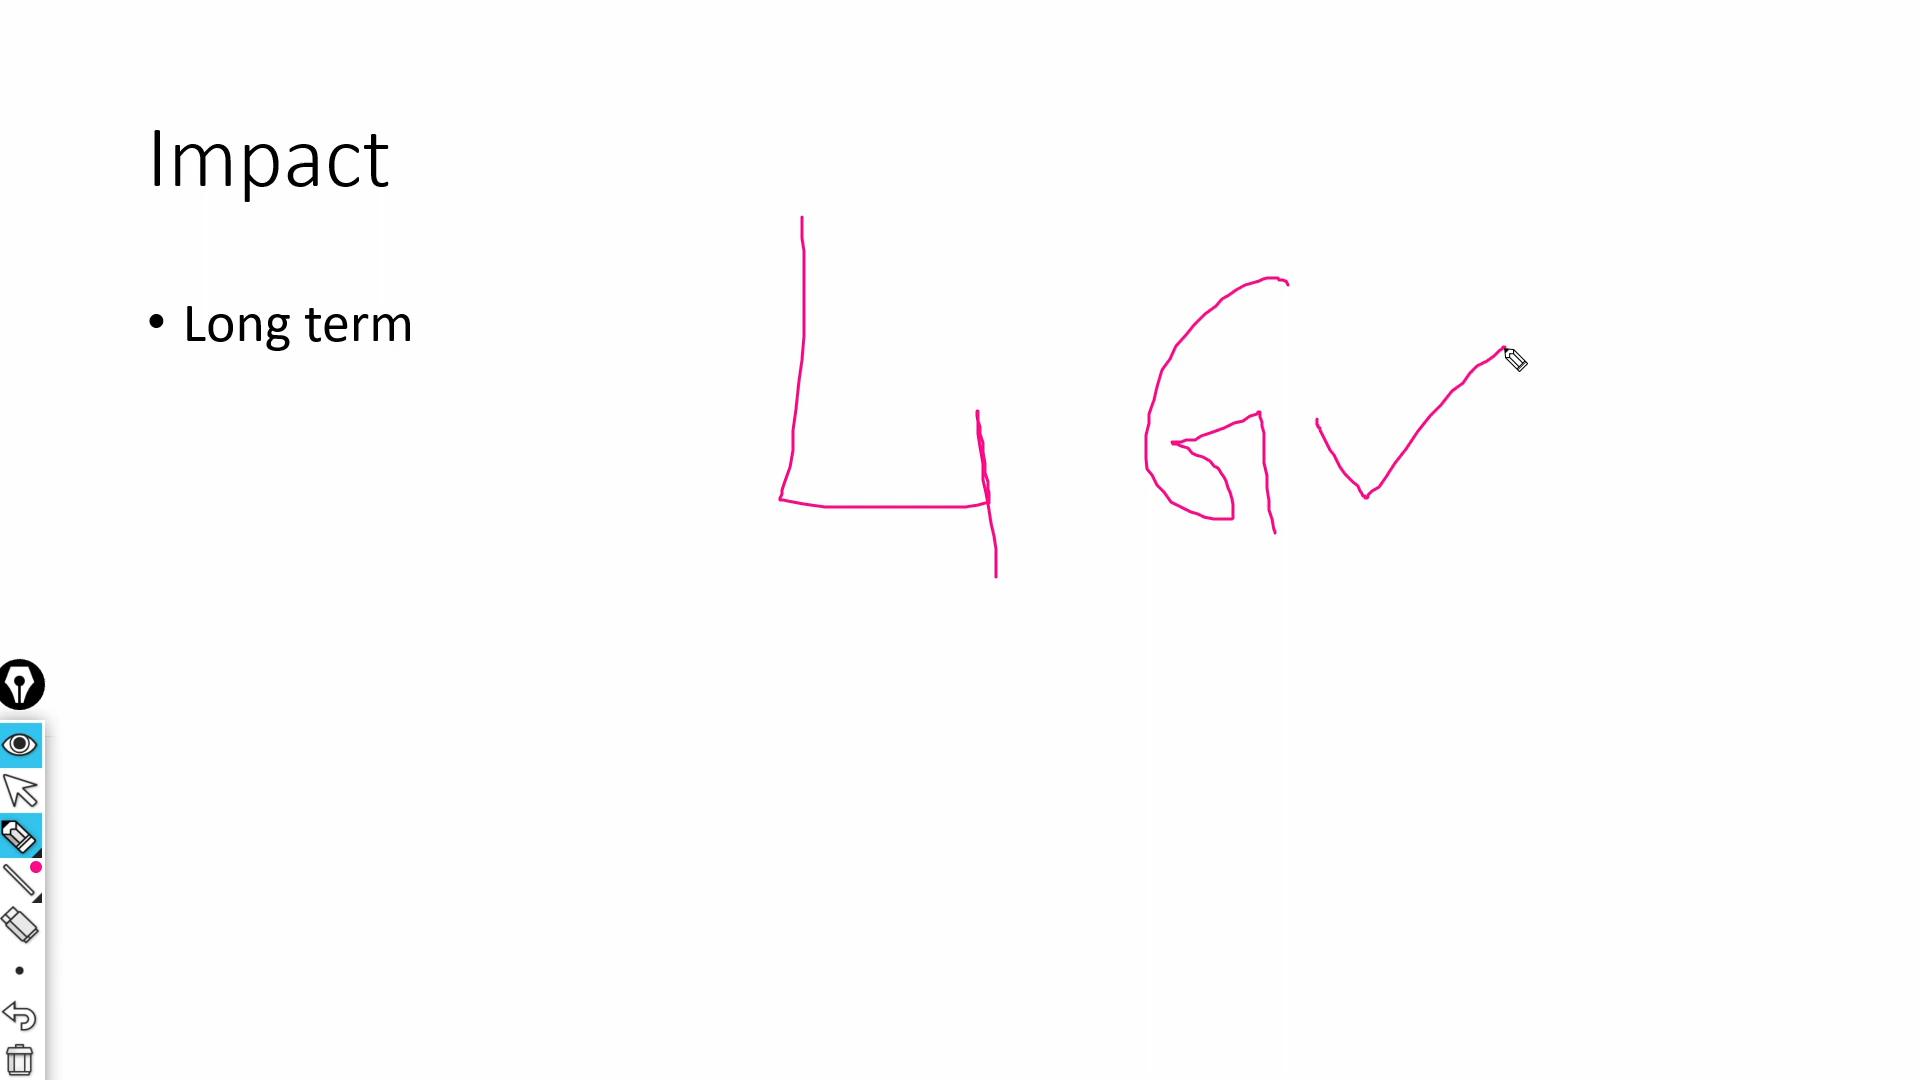 Impact
• Long term
4 G ✓